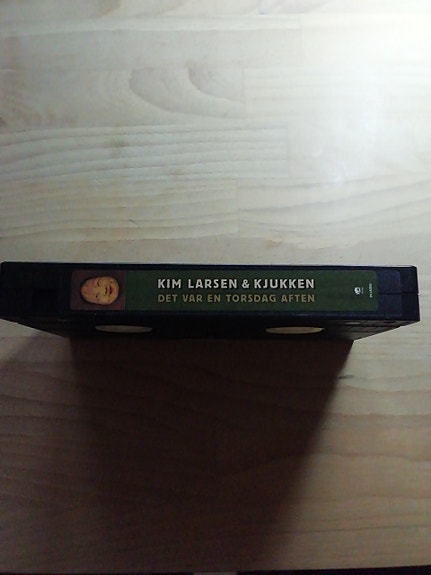 KIM LARSEN & KJUKKEN
DET VAR EN TORSDAG AFTEN